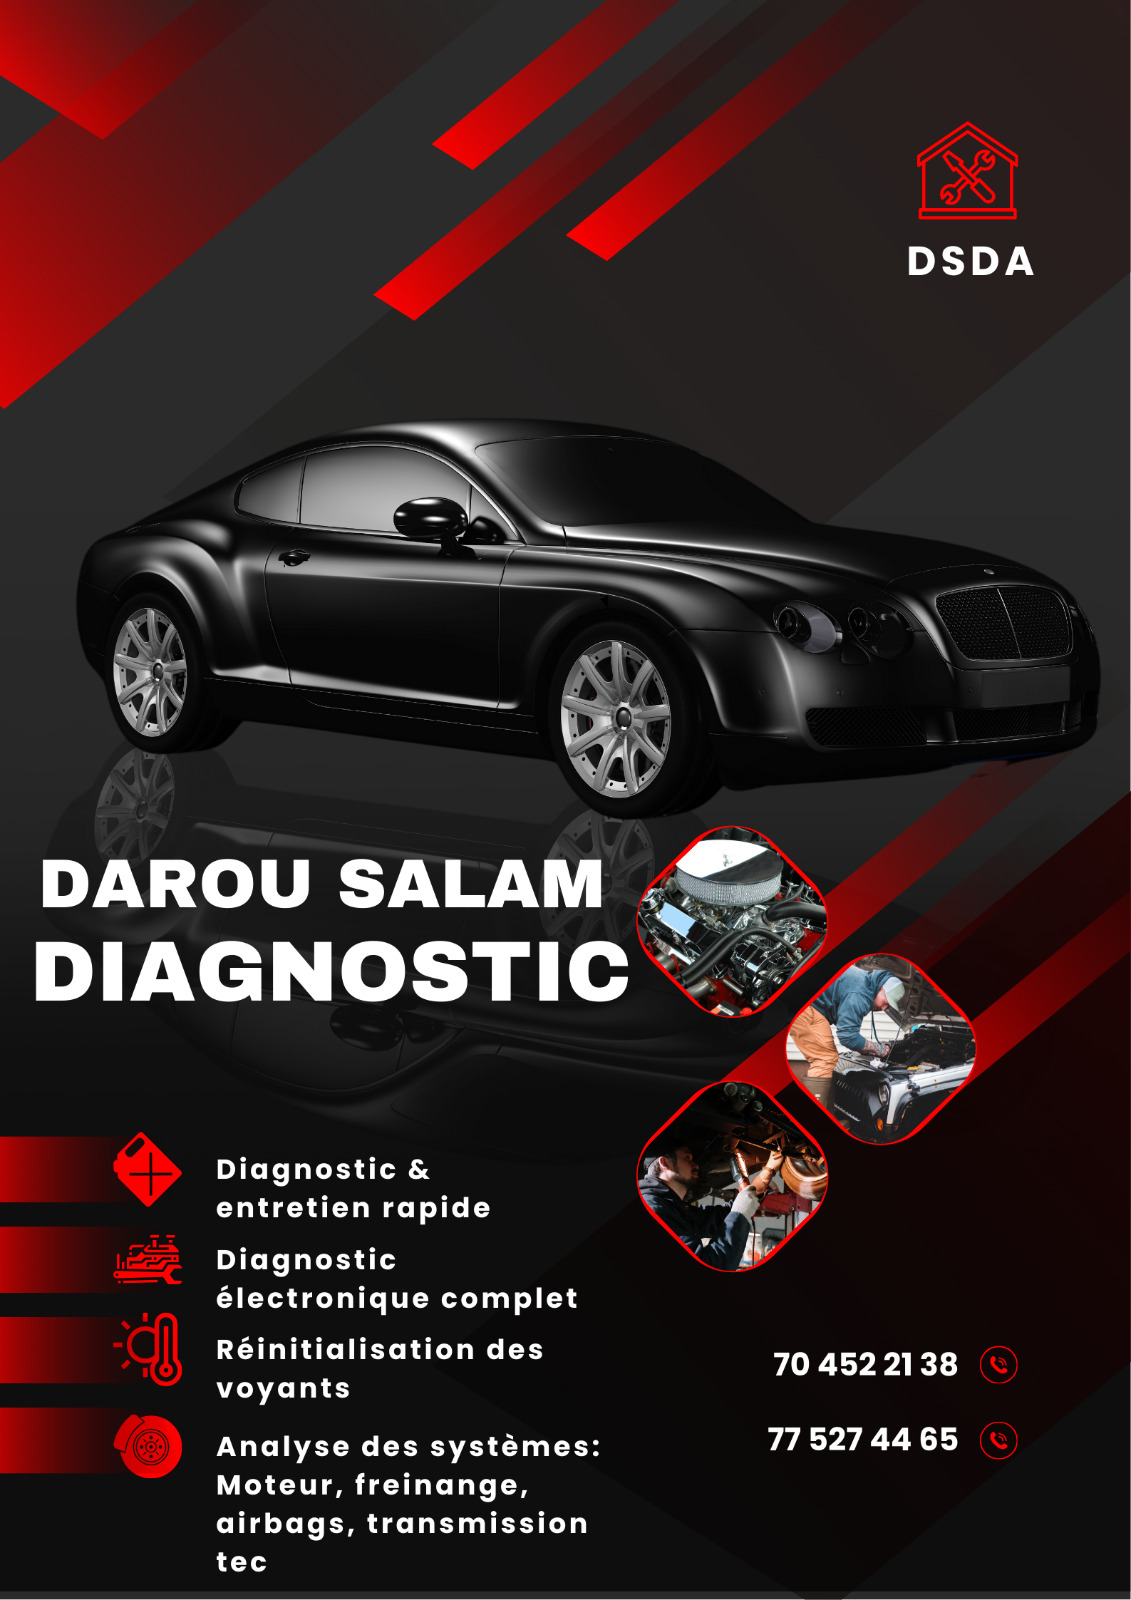 DSDA
DAROU SALAM
DIAGNOSTIC
Diagnostic &
entretien rapide
Diagnostic
électronique complet
Réinitialisation des
voyants
Analyse des systèmes:
Moteur, freinange,
airbags, transmission
tec
70 452 21 38
77 527 44 65